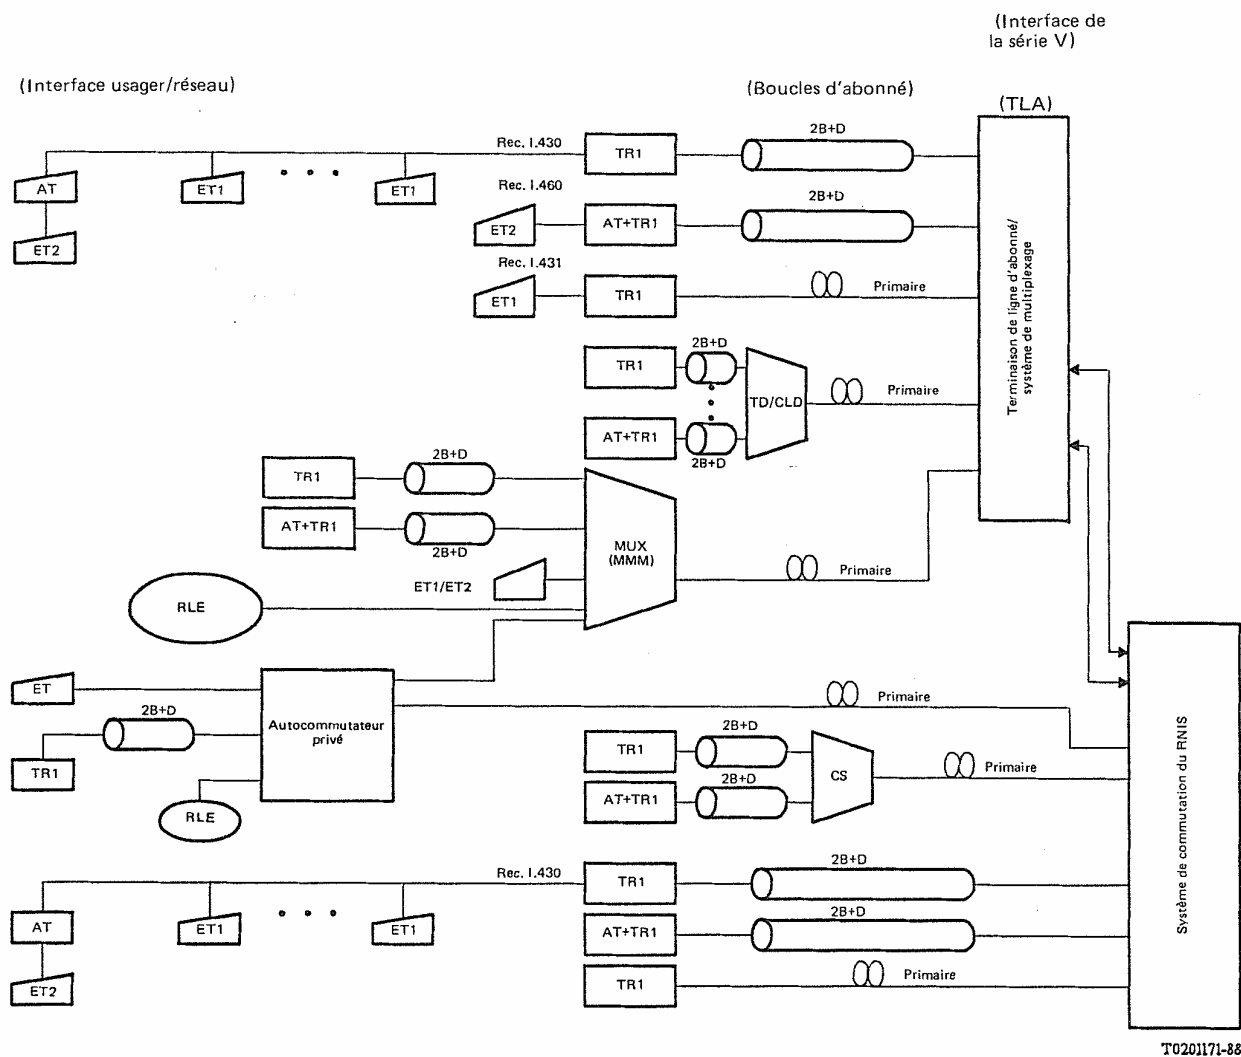 (Interface de
la série V)
(Interface usager/réseau)
(Boucles d'abonné)
(TLA)
Rec. I.430
TR1
2B+D
AT
ET1
ET1
ET2
Rec. I.460
ET2
AT+TR1
2B+D
Rec. I.431
ET1
TR1
Primaire
Terminaison de ligne d'abonné/
système de multiplexage
TR1
2B+D
TD/CLD
Primaire
AT+TR1
2B+D
TR1
2B+D
AT+TR1
2B+D
MUX
(MMM)
ET1/ET2
Primaire
RLE
ET
Autocommutateur
privé
Primaire
2B+D
TR1
RLE
TR1
2B+D
CS
Primaire
AT+TR1
2B+D
Système de commutation du RNIS
Rec. I.430
TR1
2B+D
AT
ET1
ET1
AT+TR1
2B+D
ET2
TR1
Primaire
T0201171-88